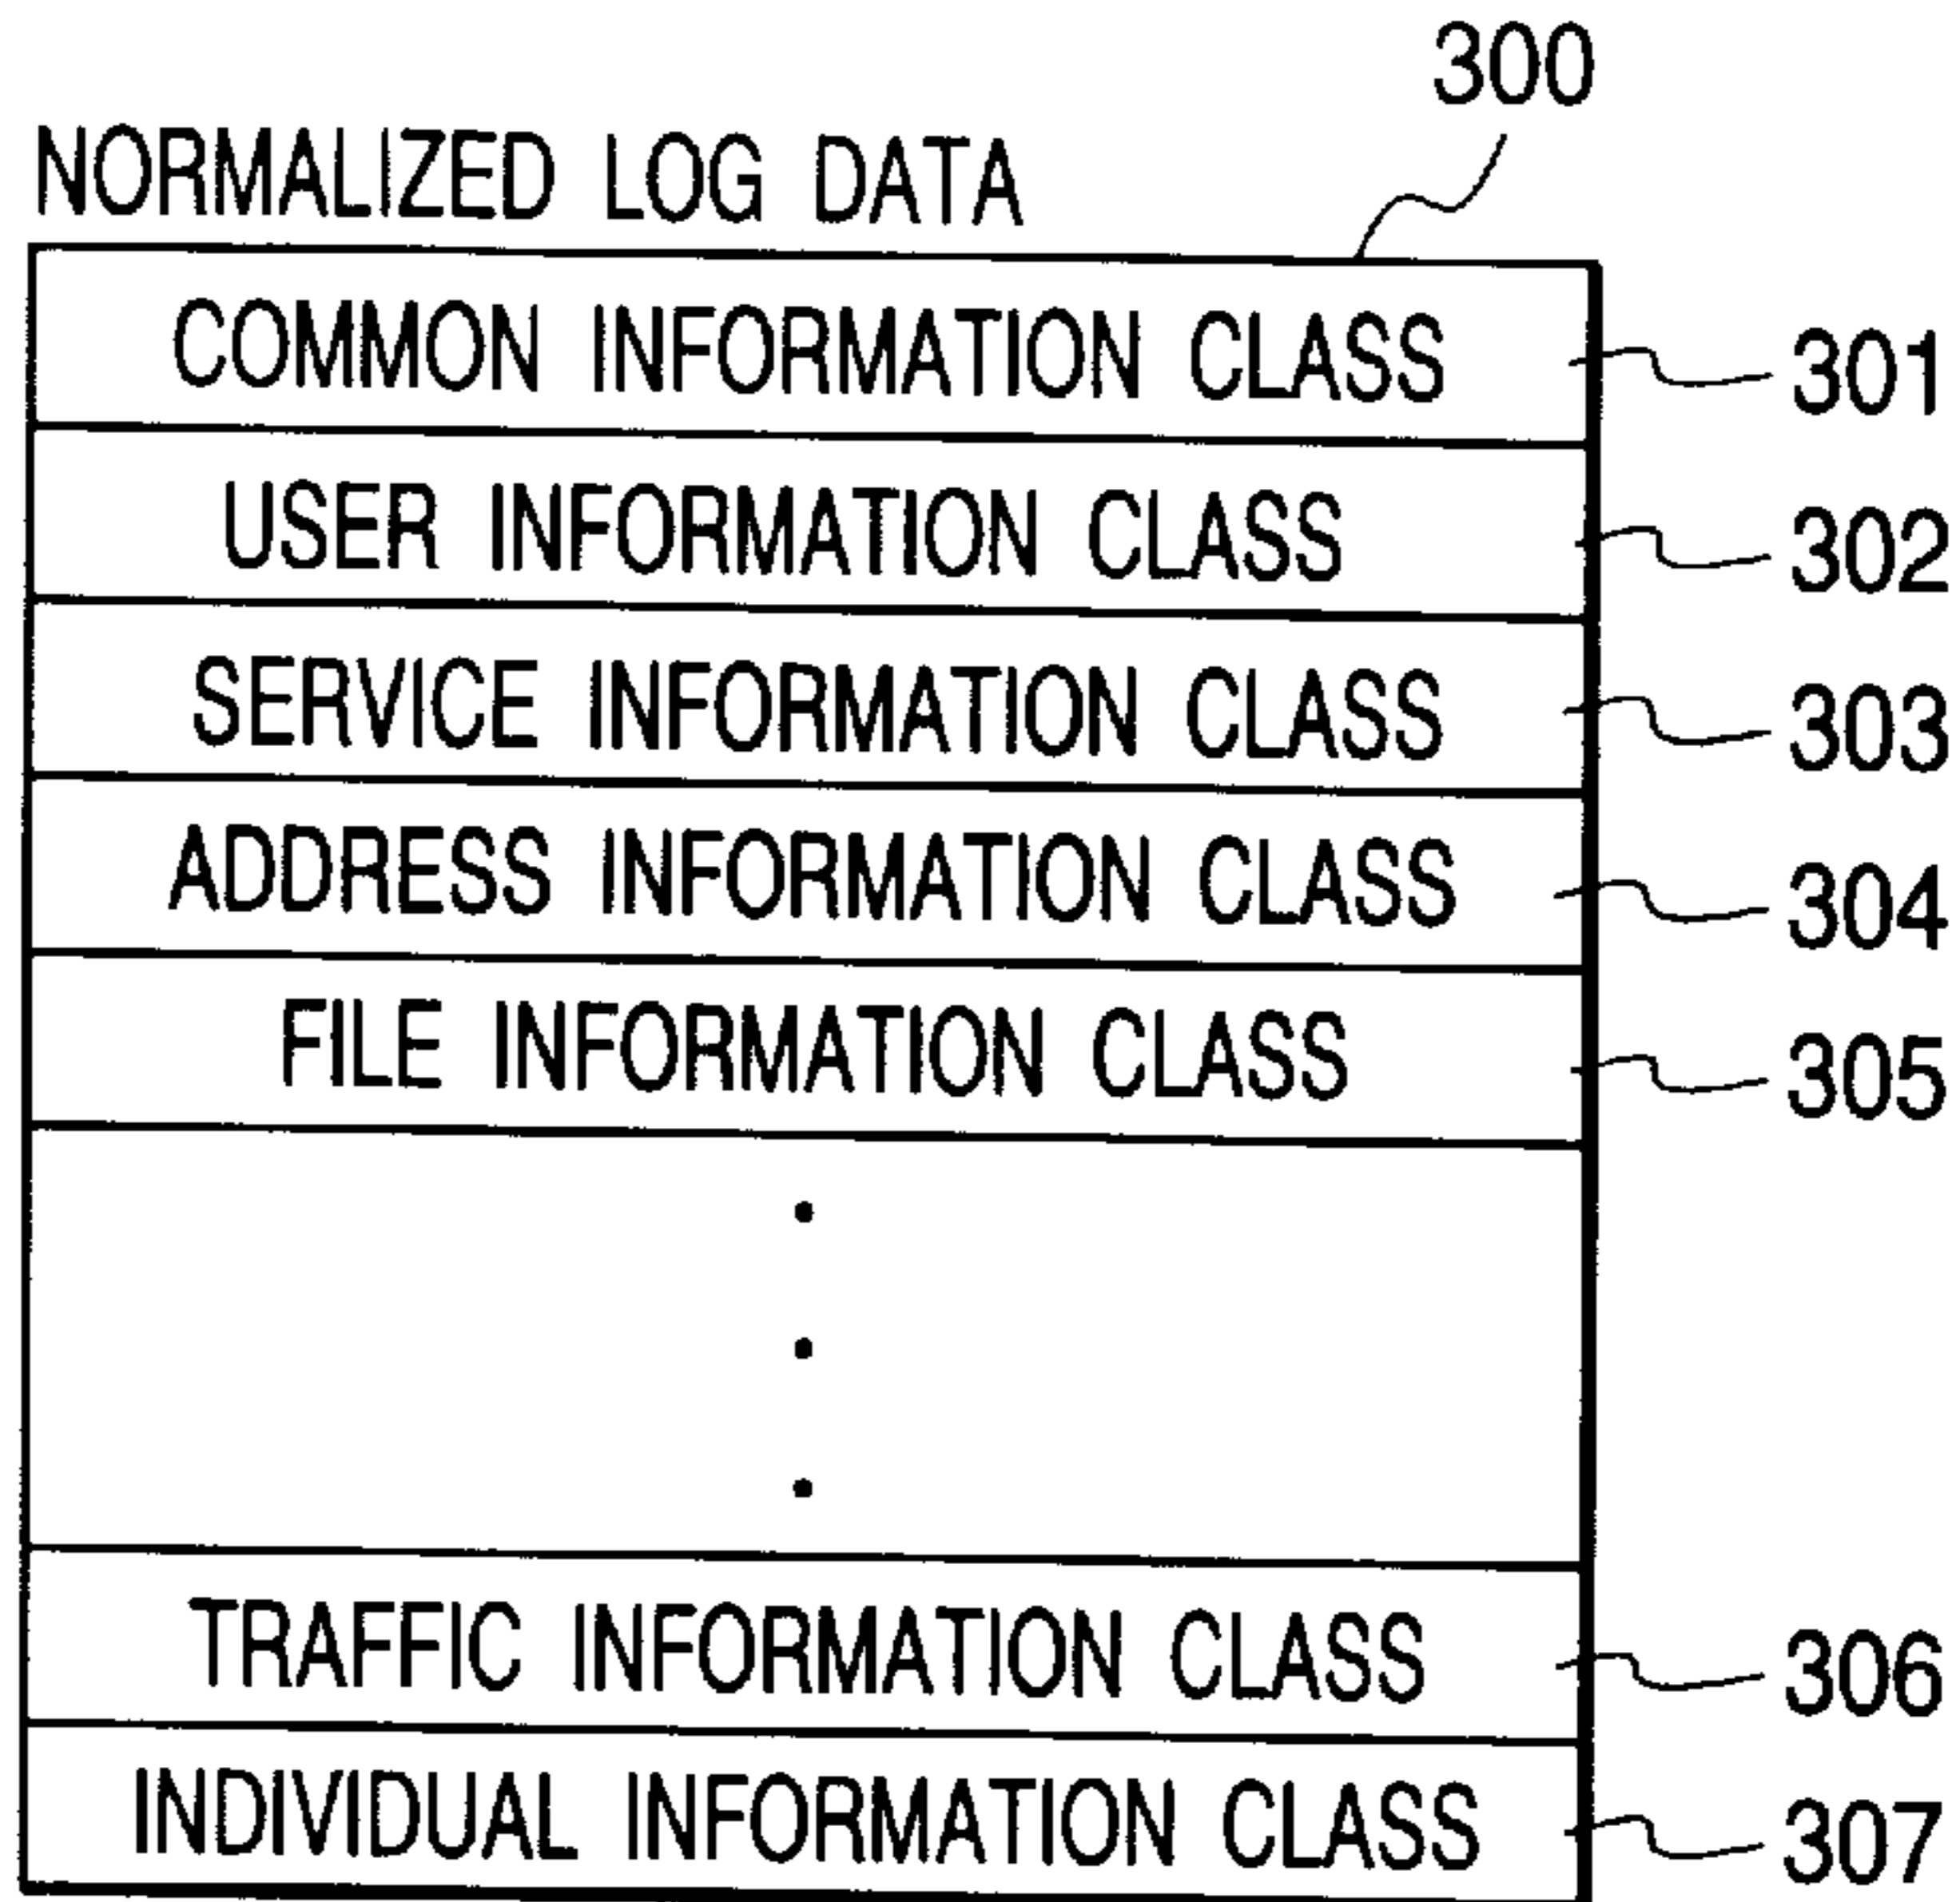 300
NORMALIZED LOG DATA
COMMON INFORMATION CLASS 301
USER INFORMATION CLASS 302
SERVICE INFORMATION CLASS 303
ADDRESS INFORMATION CLASS 304
FILE INFORMATION CLASS 305
TRAFFIC INFORMATION CLASS 306
INDIVIDUAL INFORMATION CLASS 307